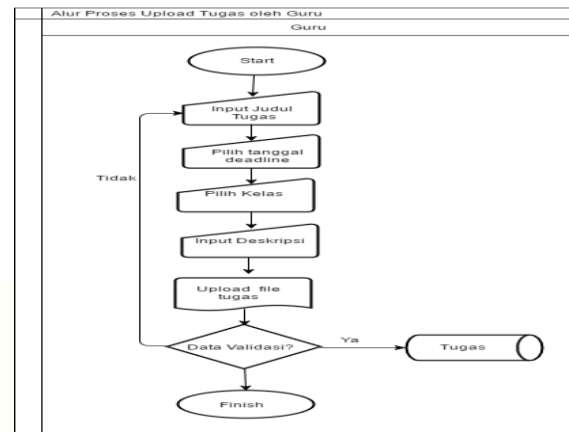 Alur Proses Upload Tugas oleh Guru
Guru
Start
Input Judul
Tugas
Pilih tanggal
deadline
Tidak
Pilih Kelas
Input Deskripsi
Upload file
tugas
Data Validasi?
Ya
Tugas
Finish